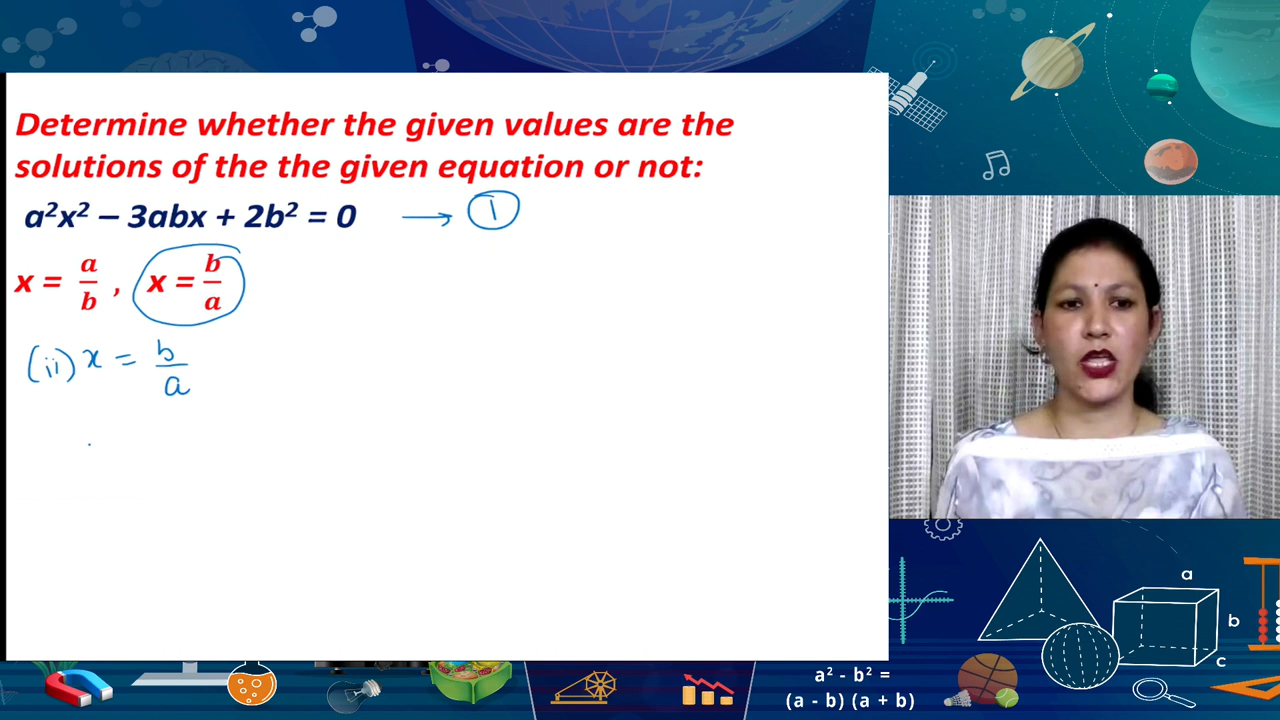 Determine whether the given values are the
solutions of the the given equation or not:
a²x² – 3abx + 2b² = 0 → ①
x = a/b , x = b/a
(ii) x = b/a
a
b
c
a² - b² =
(a - b) (a + b)